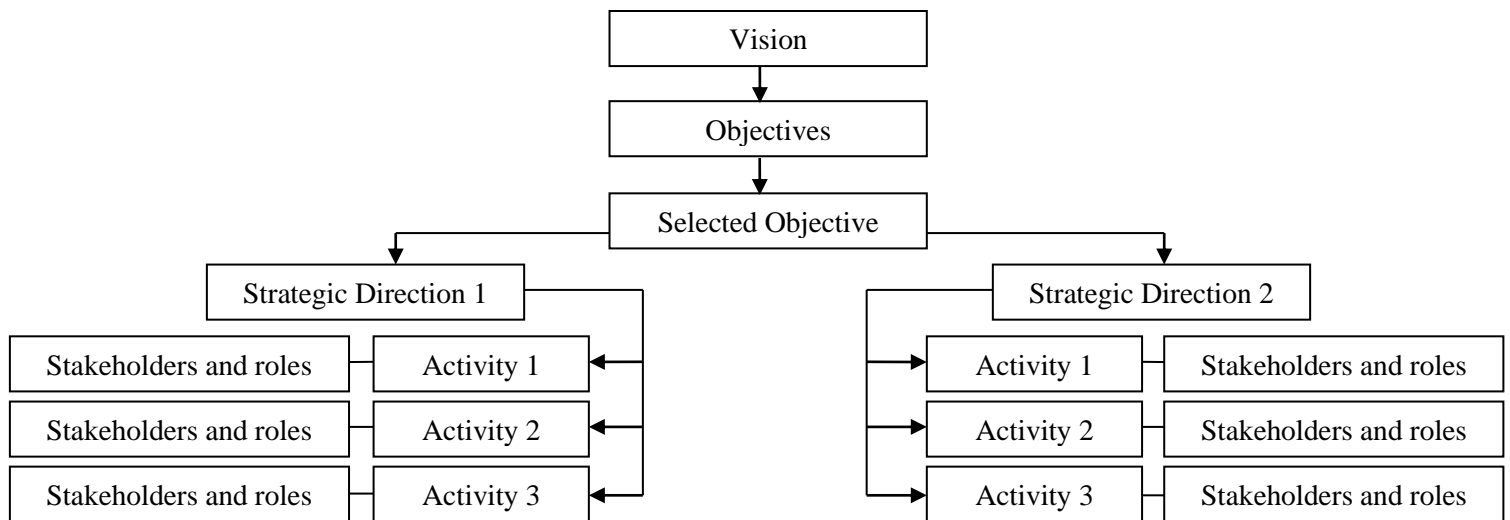 Vision
Objectives
Selected Objective
Strategic Direction 1
Strategic Direction 2
Stakeholders and roles
Activity 1
Activity 1
Stakeholders and roles
Stakeholders and roles
Activity 2
Activity 2
Stakeholders and roles
Stakeholders and roles
Activity 3
Activity 3
Stakeholders and roles